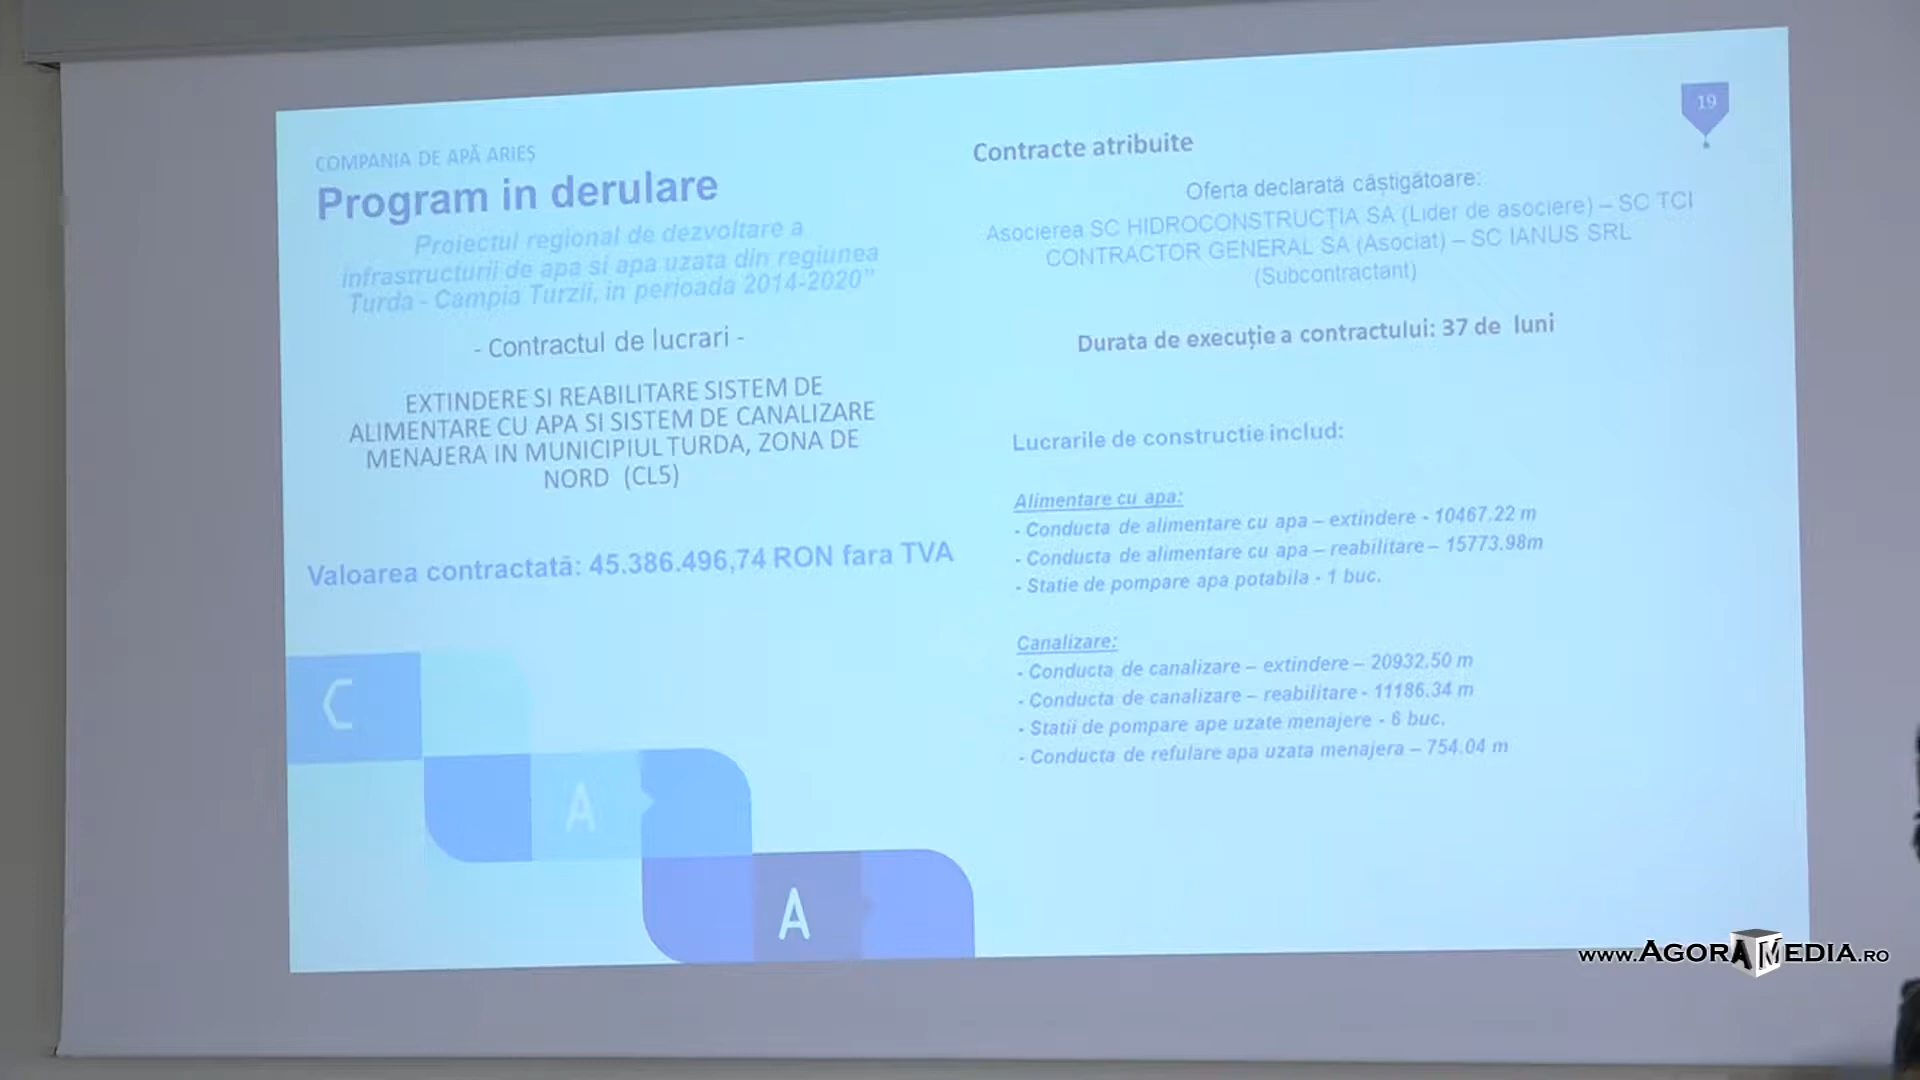 COMPANIA DE APĂ ARIEȘ
Program in derulare
Proiectul regional de dezvoltare a
infrastructurii de apa si apa uzata din regiunea
Turda - Campia Turzii, in perioada 2014-2020"
- Contractul de lucrari -
EXTINDERE SI REABILITARE SISTEM DE
ALIMENTARE CU APA SI SISTEM DE CANALIZARE
MENAJERA IN MUNICIPIUL TURDA, ZONA DE
NORD (CL5)
Valoarea contractată: 45.386.496,74 RON fara TVA
C
A
A
19
Contracte atribuite
Oferta declarată câștigătoare:
Asocierea SC HIDROCONSTRUCȚIA SA (Lider de asociere) – SC TCI
CONTRACTOR GENERAL SA (Asociat) – SC IANUS SRL
(Subcontractant)
Durata de execuție a contractului: 37 de luni
Lucrarile de constructie includ:
Alimentare cu apa:
- Conducta de alimentare cu apa – extindere - 10467.22 m
- Conducta de alimentare cu apa – reabilitare – 15773.98m
- Statie de pompare apa potabila - 1 buc.
Canalizare:
- Conducta de canalizare – extindere – 20932.50 m
- Conducta de canalizare – reabilitare - 11186.34 m
- Statii de pompare ape uzate menajere - 6 buc.
- Conducta de refulare apa uzata menajera – 754.04 m
www.AGORAMEDIA.RO